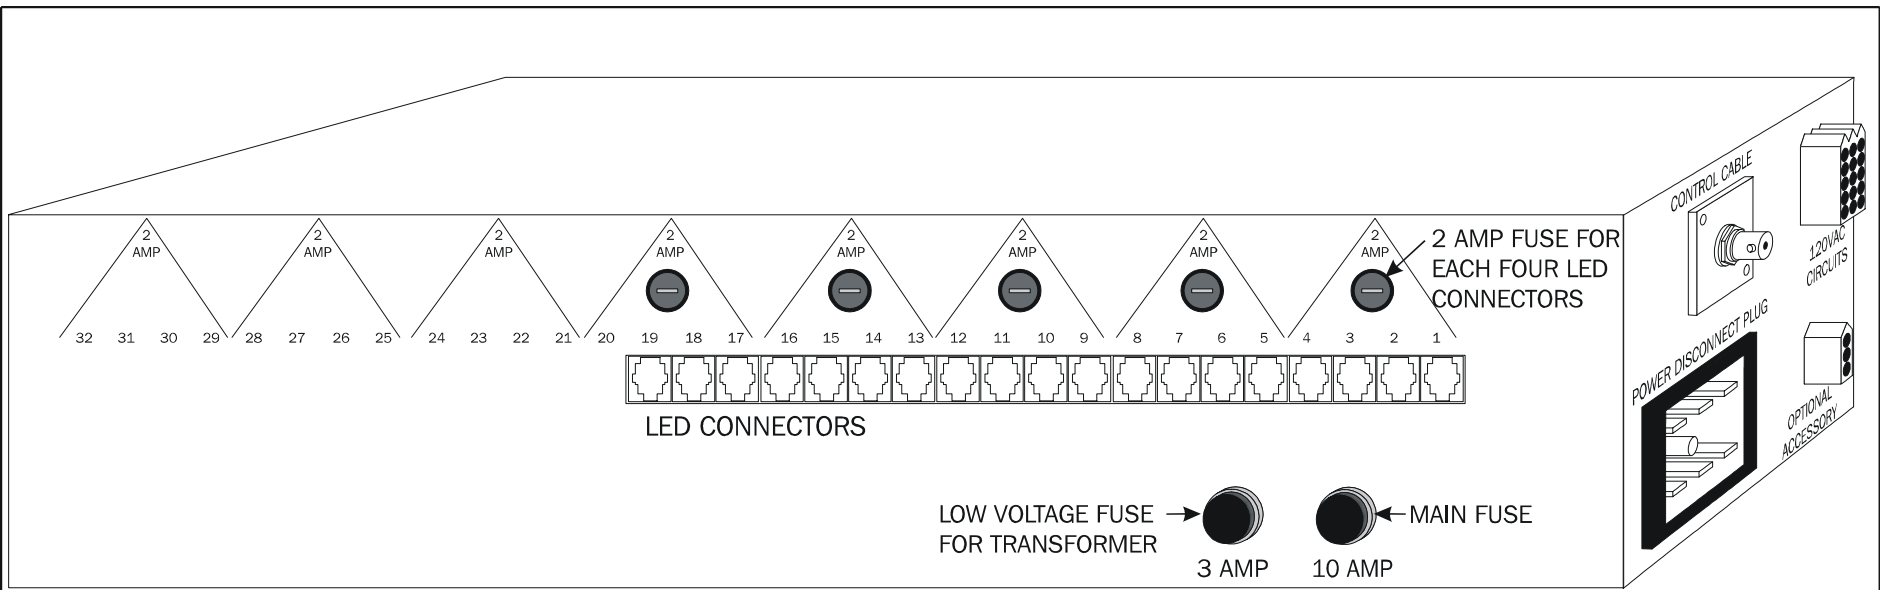 2 2 2 2 2 2 2 2
AMP AMP AMP AMP AMP AMP AMP AMP
2 AMP FUSE FOR
EACH FOUR LED
CONNECTORS
32 31 30 29 28 27 26 25 24 23 22 21 20 19 18 17 16 15 14 13 12 11 10 9 8 7 6 5 4 3 2 1
LED CONNECTORS
LOW VOLTAGE FUSE
FOR TRANSFORMER
MAIN FUSE
3 AMP 10 AMP
CONTROL CABLE
120VAC
CIRCUITS
POWER DISCONNECT PLUG
OPTIONAL
ACCESSORY